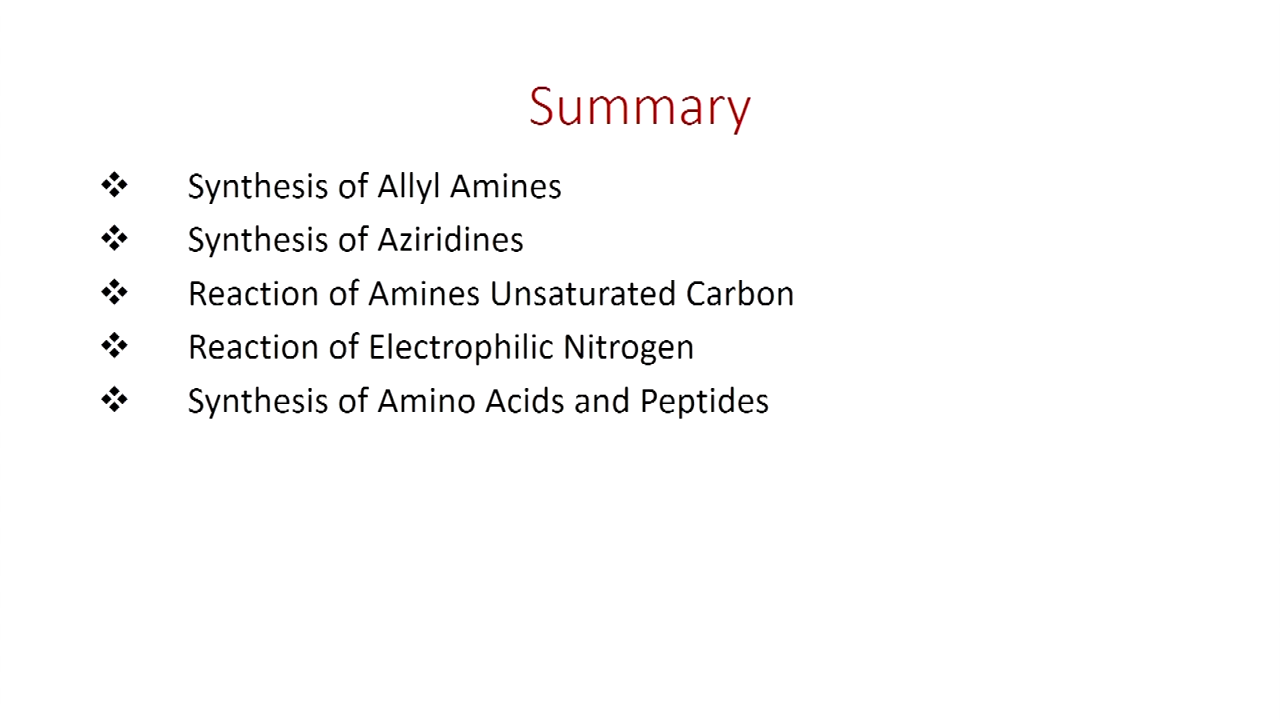 Summary
❖ Synthesis of Allyl Amines
❖ Synthesis of Aziridines
❖ Reaction of Amines Unsaturated Carbon
❖ Reaction of Electrophilic Nitrogen
❖ Synthesis of Amino Acids and Peptides